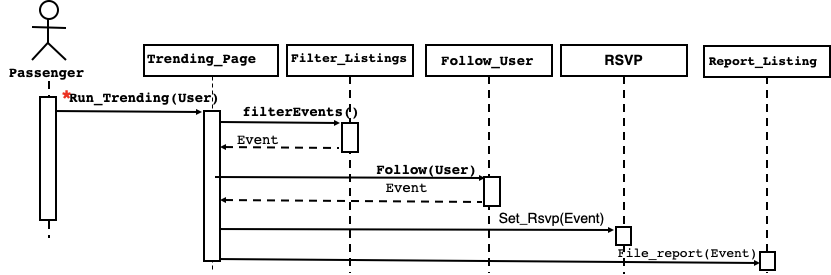 Passenger
Trending_Page
Filter_Listings
Follow_User
RSVP
Report_Listing
*Run_Trending(User)
filterEvents()
Event
Follow(User)
Event
Set_Rsvp(Event)
File_report(Event)